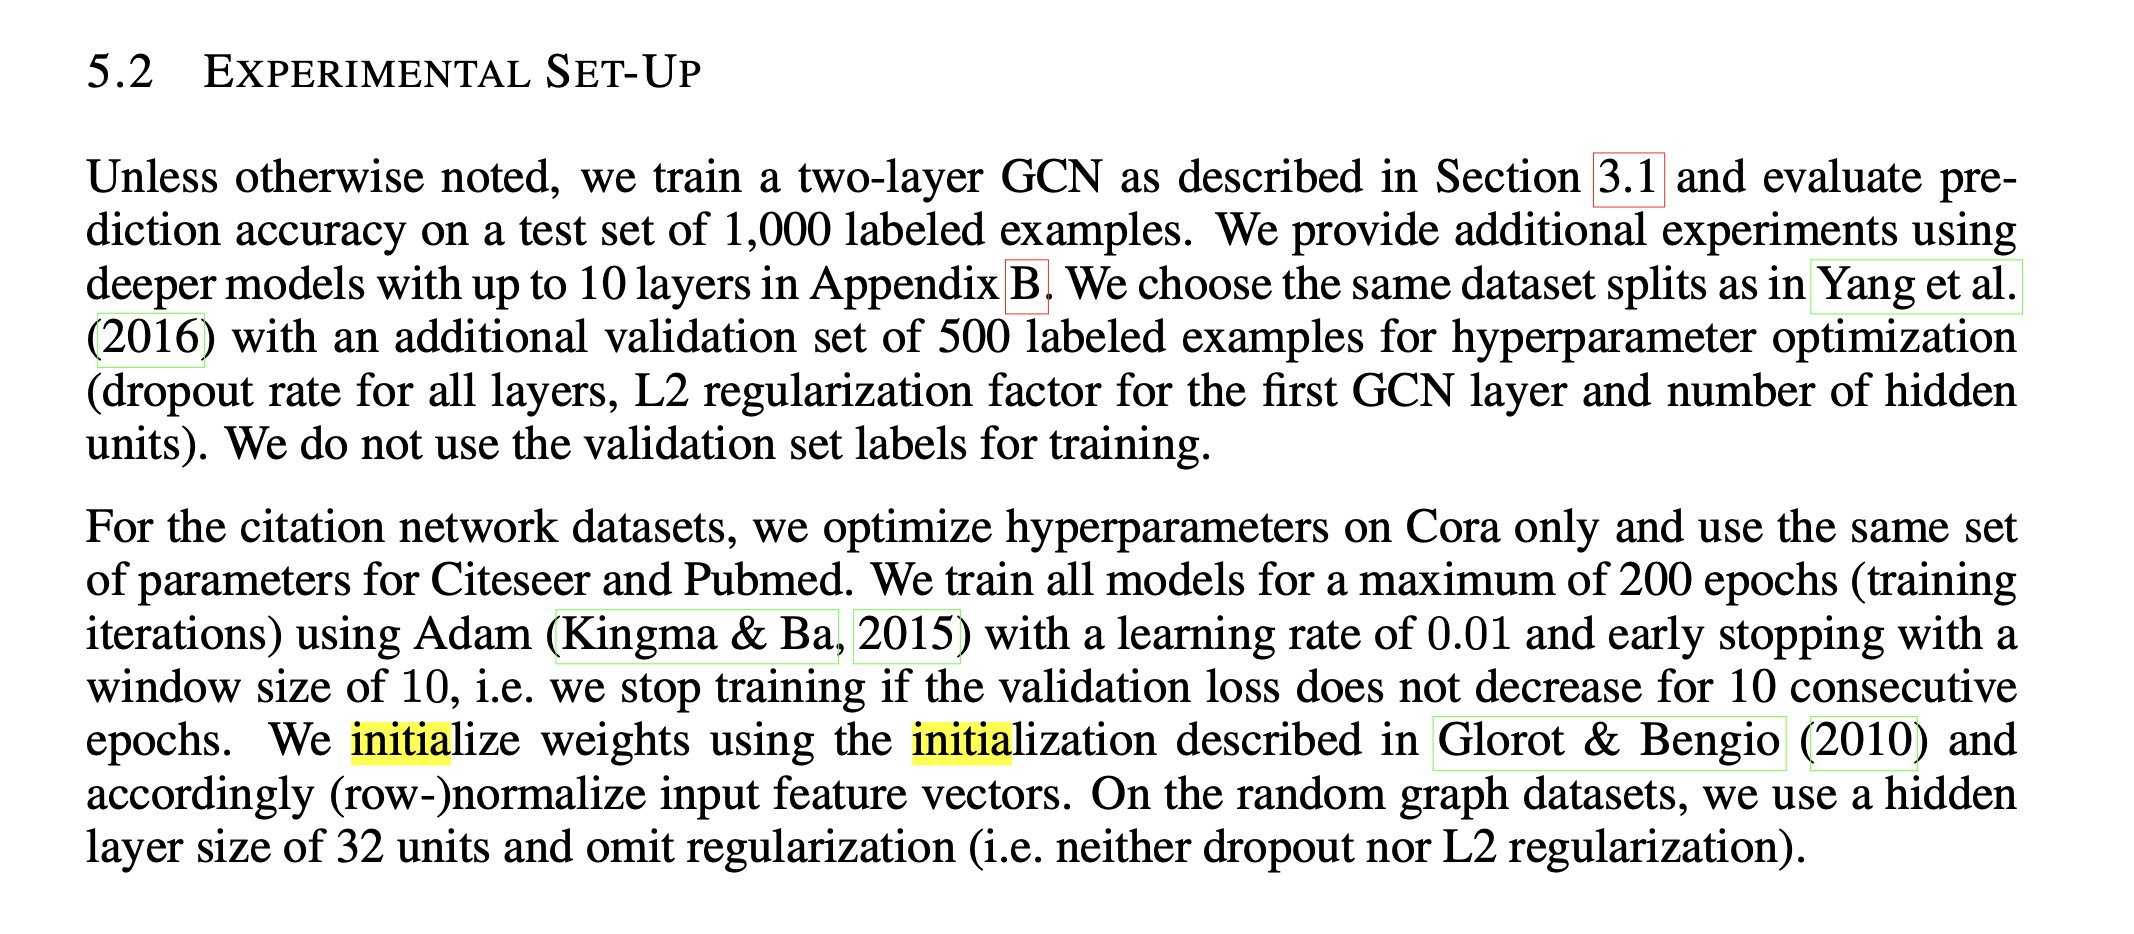 5.2 EXPERIMENTAL SET-UP
Unless otherwise noted, we train a two-layer GCN as described in Section 3.1 and evaluate pre-
diction accuracy on a test set of 1,000 labeled examples. We provide additional experiments using
deeper models with up to 10 layers in Appendix B. We choose the same dataset splits as in Yang et al.
(2016) with an additional validation set of 500 labeled examples for hyperparameter optimization
(dropout rate for all layers, L2 regularization factor for the first GCN layer and number of hidden
units). We do not use the validation set labels for training.
For the citation network datasets, we optimize hyperparameters on Cora only and use the same set
of parameters for Citeseer and Pubmed. We train all models for a maximum of 200 epochs (training
iterations) using Adam (Kingma & Ba, 2015) with a learning rate of 0.01 and early stopping with a
window size of 10, i.e. we stop training if the validation loss does not decrease for 10 consecutive
epochs. We initialize weights using the initialization described in Glorot & Bengio (2010) and
accordingly (row-)normalize input feature vectors. On the random graph datasets, we use a hidden
layer size of 32 units and omit regularization (i.e. neither dropout nor L2 regularization).